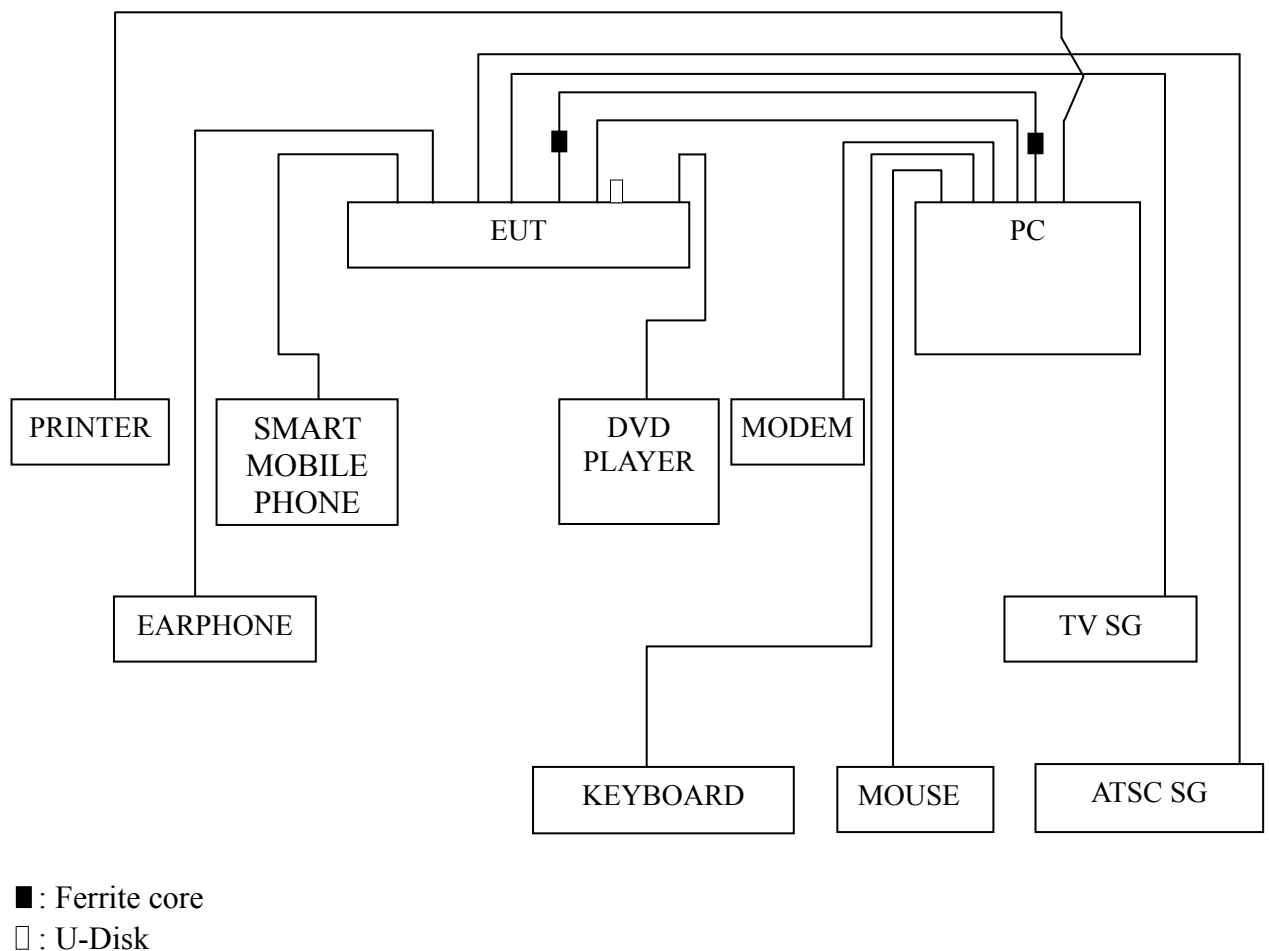 EUT
PC
PRINTER
SMART
MOBILE
PHONE
DVD
PLAYER
MODEM
EARPHONE
TV SG
KEYBOARD
MOUSE
ATSC SG
■: Ferrite core
▯: U-Disk